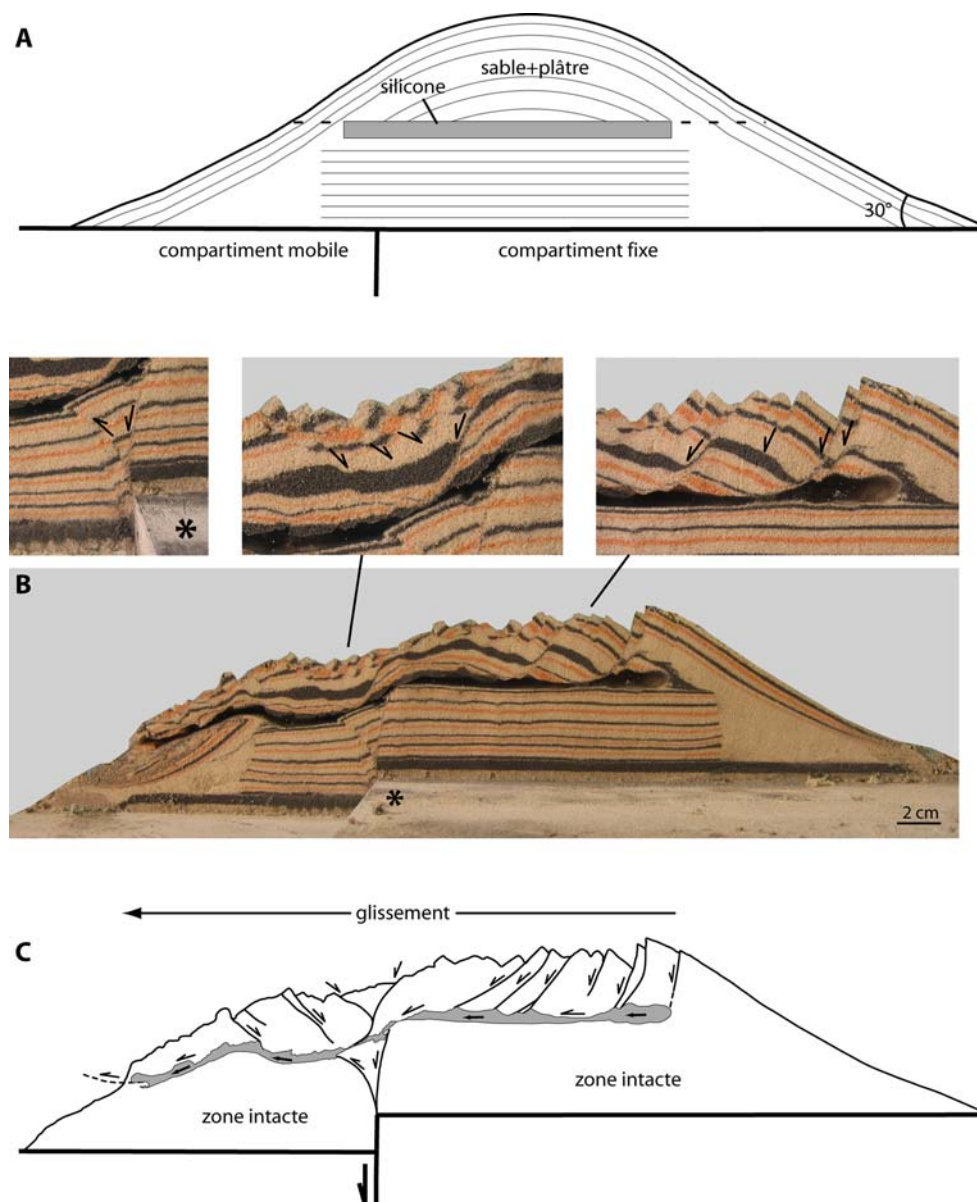 A
sable+plâtre
silicone
30°
compartiment mobile
compartiment fixe
*
B
*
2 cm
glissement
C
zone intacte
zone intacte